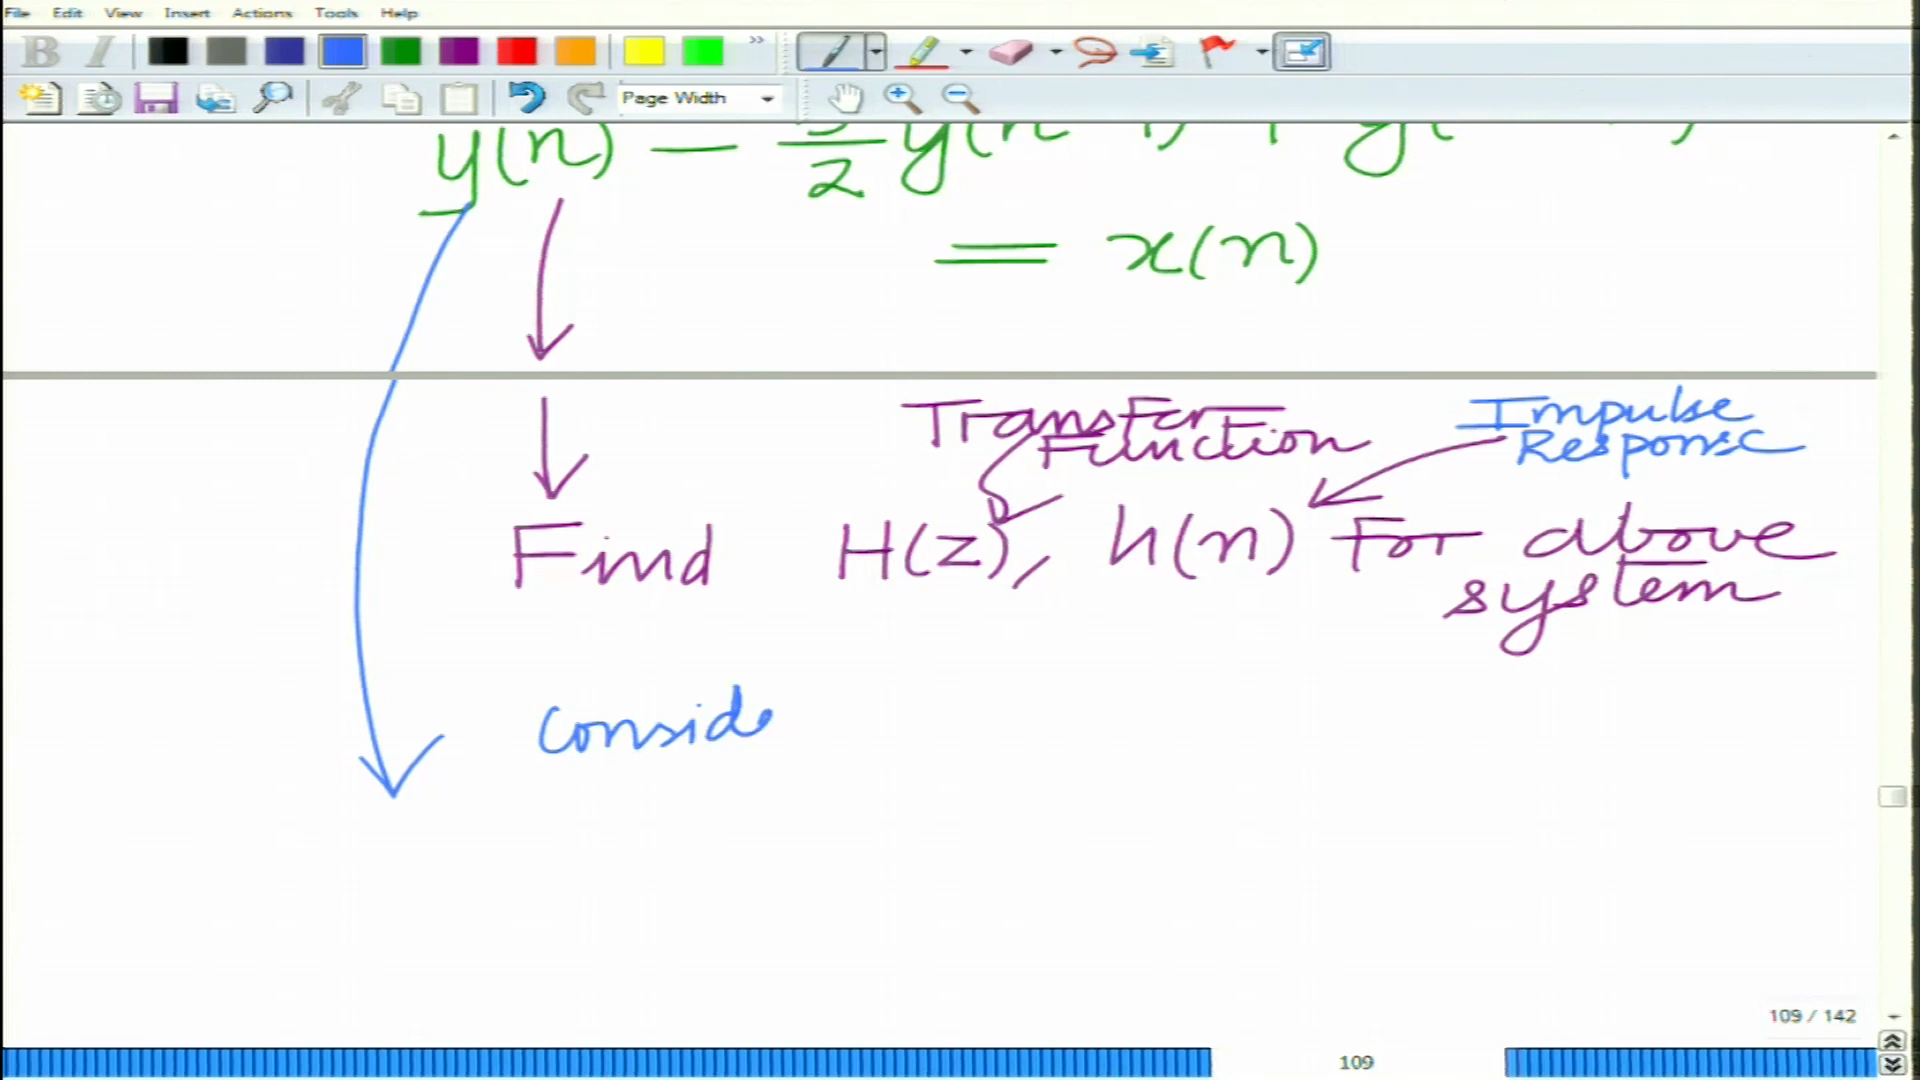 File Edit View Insert Actions Tools Help
B I
Page Width
y(n) — /2 y(n
= x(n)
Transfer Function
Impulse Response
Find H(z), h(n) For above system
Conside
109 / 142
109